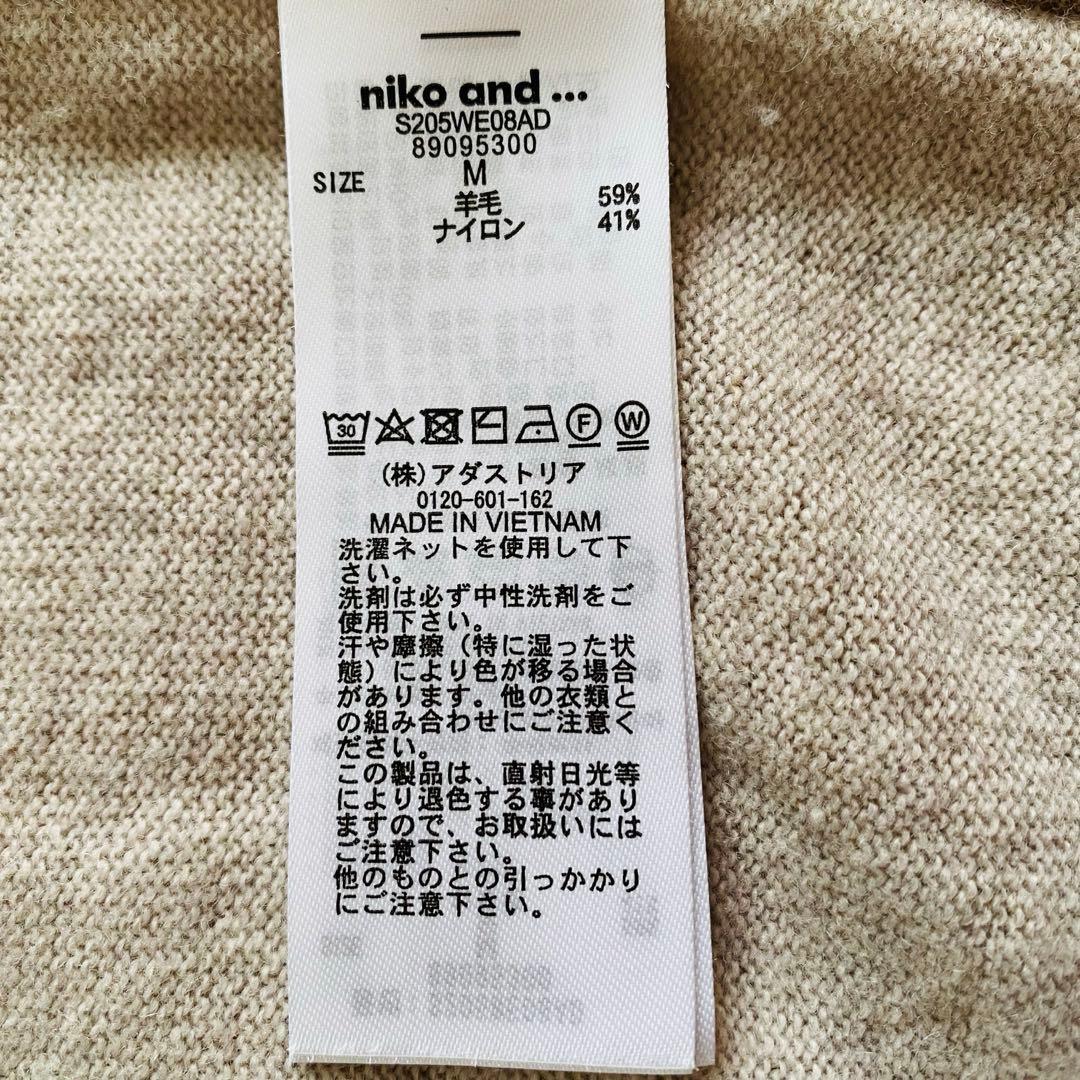 niko and ...
S205WE08AD
89095300
SIZE M
羊毛 59%
ナイロン 41%
30 F W
(株)アダストリア
0120-601-162
MADE IN VIETNAM
洗濯ネットを使用して下
さい。
洗剤は必ず中性洗剤をご
使用下さい。
汗や摩擦（特に湿った状
態）により色が移る場合
があります。他の衣類と
の組み合わせにご注意く
ださい。
この製品は、直射日光等
により退色する事があり
ますので、お取扱いには
ご注意下さい。
他のものとの引っかかり
にご注意下さい。